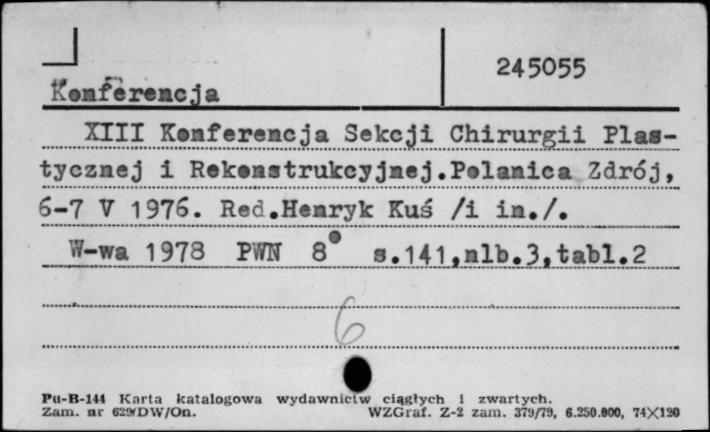 245055
Konferencja
XIII Konferencja Sekcji Chirurgii Plas-
tycznej i Rekonstrukcyjnej.Polanica Zdrój,
6-7 V 1976. Red.Henryk Kuś /i in./.
W-wa 1978 PWN 8° s.141,nlb.3,tabl.2
6
Pu-B-144 Karta katalogowa wydawnictw ciągłych i zwartych.
Zam. nr 629/DW/On. WZGraf. Z-2 zam. 379/79, 6.250.000, 74×120